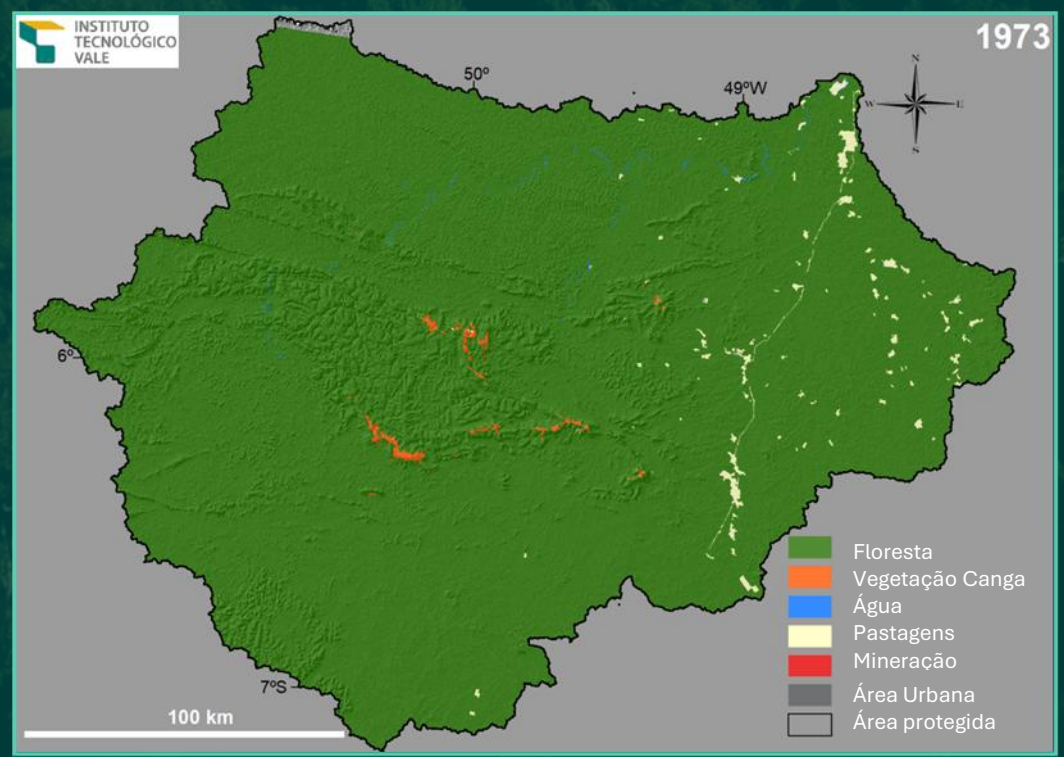 INSTITUTO
TECNOLÓGICO
VALE
1973
N
50º
49ºW
W
E
S
6º
7ºS
100 km
Floresta
Vegetação Canga
Água
Pastagens
Mineração
Área Urbana
Área protegida